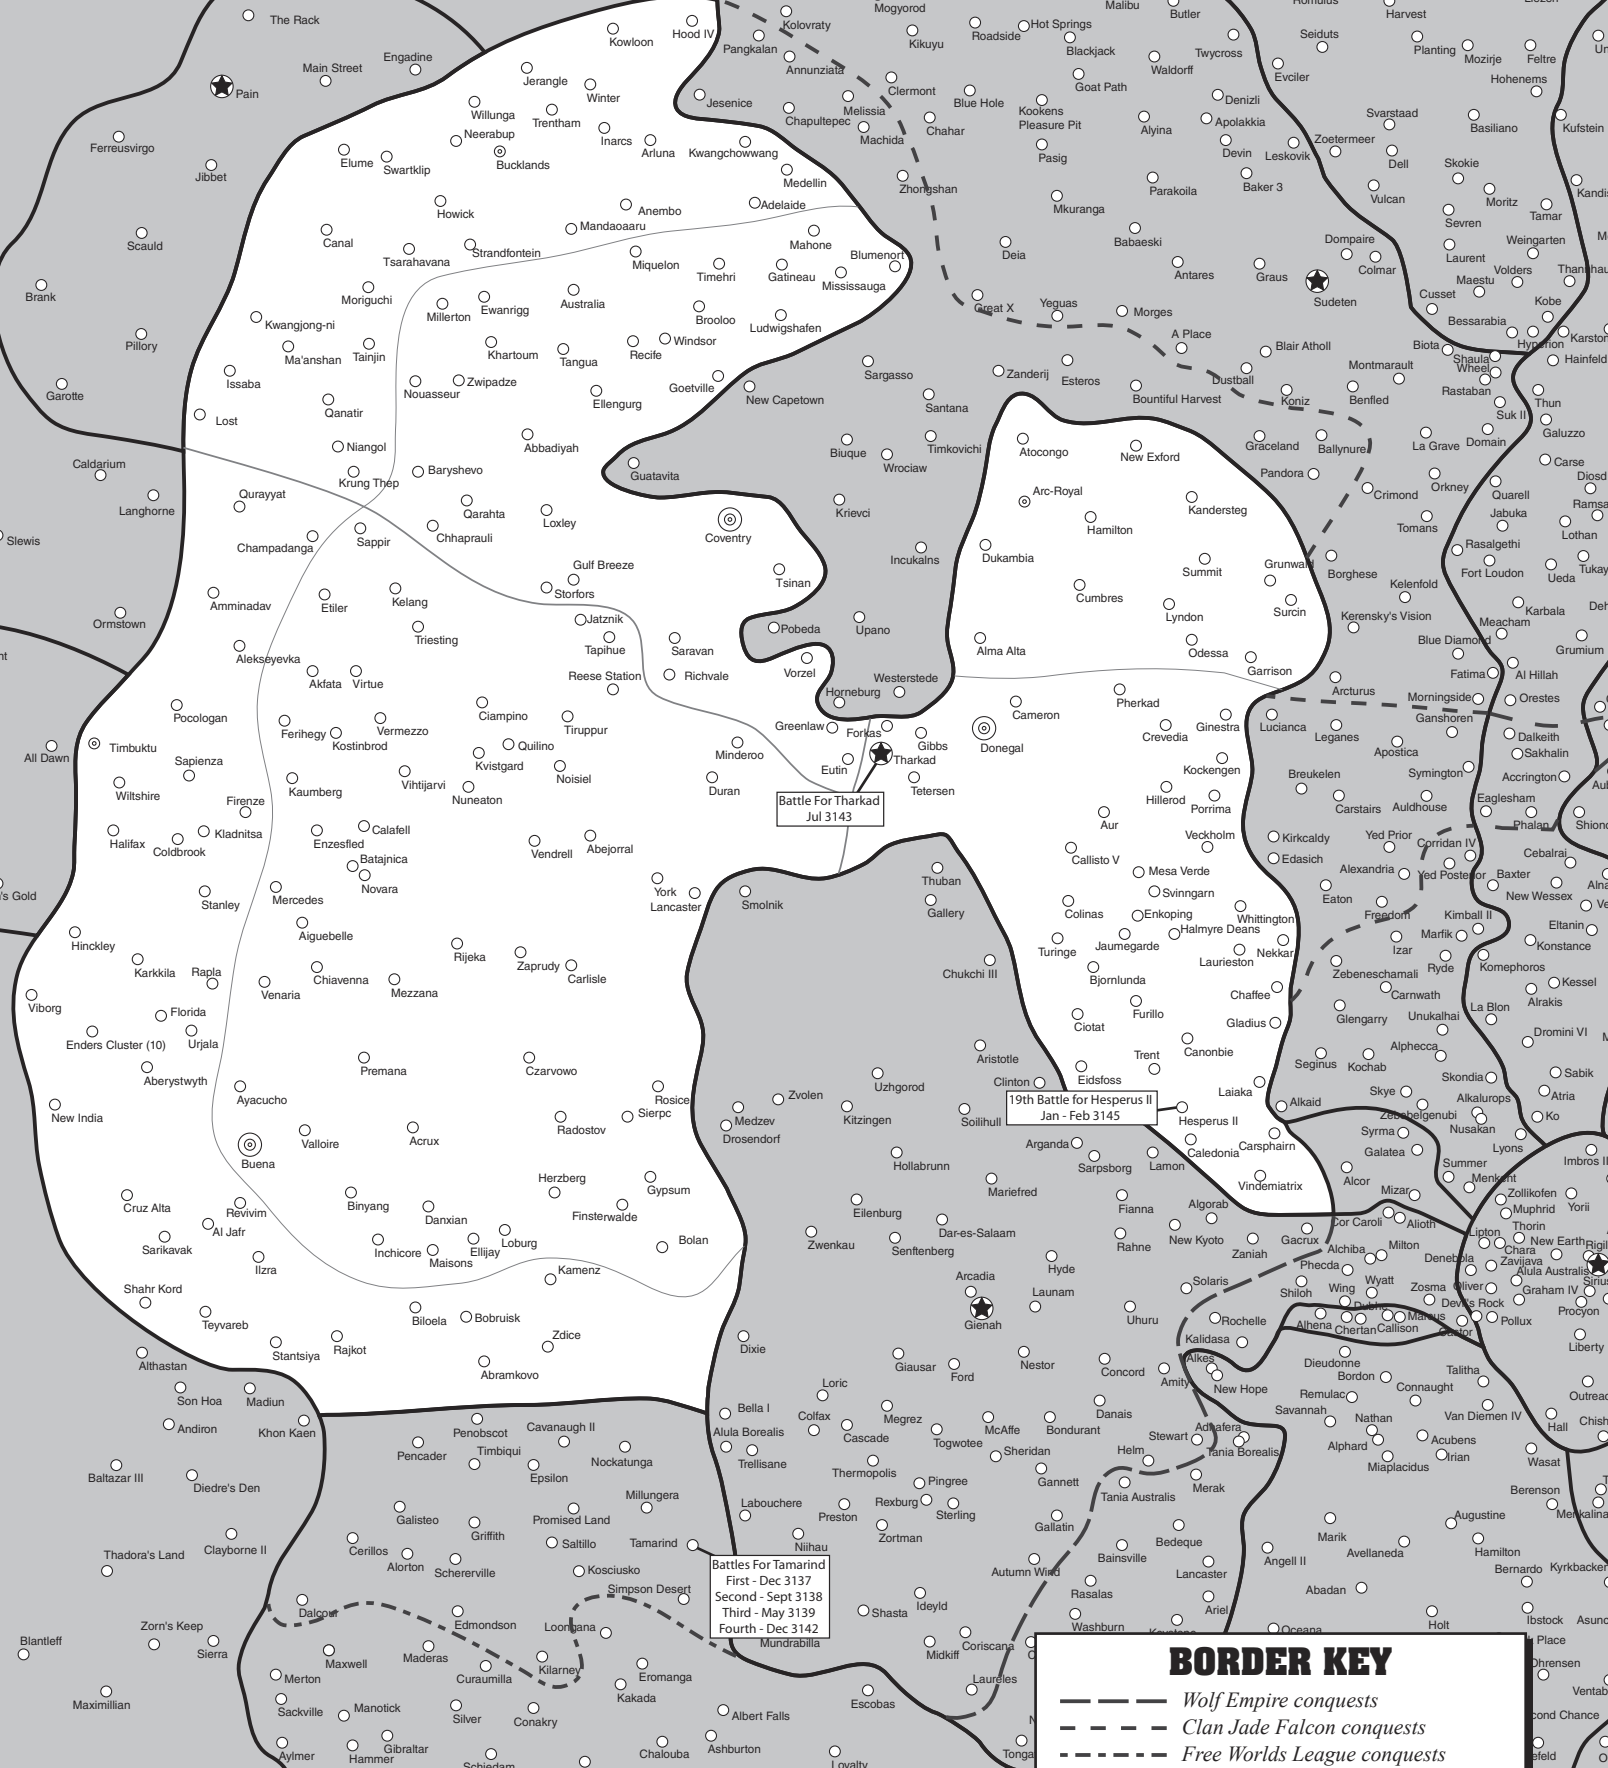 The Rack
Kowloon
Hood IV
Kolovraty
Mogyorod
Malibu
Butler
Harvest
Pangkalan
Kikuyu
Roadside
Hot Springs
Blackjack
Twycross
Seiduts
Planting
Mozirje
Feltre
Main Street
Engadine
Jerangle
Winter
Annunziata
Waldorff
Evciler
Hohenems
Pain
Willunga
Trentham
Jesenice
Clermont
Melissia
Blue Hole
Goat Path
Kookens
Pleasure Pit
Denizli
Svarstaad
Basiliano
Kufstein
Ferreusvirgo
Neerabup
Inarcs
Chapultepec
Machida
Chahar
Alyina
Apolakkia
Zoetermeer
Jibbet
Elume
Swartklip
Bucklands
Arluna
Kwangchowwang
Pasig
Devin
Leskovik
Dell
Skokie
Medellin
Zhongshan
Parakoila
Baker 3
Vulcan
Moritz
Tamar
Howick
Anembo
Adelaide
Mkuranga
Sevren
Scauld
Canal
Mandaoaaru
Mahone
Babaeski
Dompaire
Weingarten
Tsarahavana
Strandfontein
Miquelon
Timehri
Gatineau
Blumenort
Mississauga
Deia
Antares
Graus
Colmar
Laurent
Volders
Brank
Moriguchi
Millerton
Ewanrigg
Australia
Brooloo
Ludwigshafen
Great X
Yeguas
Morges
Sudeten
Cusset
Maestu
Kobe
Kwangjong-ni
Bessarabia
Pillory
Ma'anshan
Tainjin
Khartoum
Tangua
Recife
Windsor
A Place
Blair Atholl
Biota
Shaula
Hyperion
Wheel
Hainfeld
Issaba
Nouasseur
Zwipadze
Goetville
New Capetown
Sargasso
Zanderij
Esteros
Dustball
Montmarault
Rastaban
Garotte
Lost
Qanatir
Ellengurg
Santana
Bountiful Harvest
Koniz
Benfled
Suk II
Thun
Niangol
Abbadiyah
Biuque
Timkovichi
Atocongo
New Exford
Graceland
Ballynure
La Grave
Domain
Galuzzo
Caldarium
Krung Thep
Baryshevo
Guatavita
Wrociaw
Pandora
Carse
Langhorne
Qurayyat
Qarahta
Loxley
Krievci
Arc-Royal
Kandersteg
Crimond
Orkney
Quarell
Slewis
Champadanga
Sappir
Chhaprauli
Coventry
Hamilton
Tomans
Jabuka
Lothan
Gulf Breeze
Tsinan
Incukalns
Dukambia
Summit
Grunwald
Borghese
Rasalgethi
Fort Loudon
Ueda
Amminadav
Etiler
Kelang
Storfors
Cumbres
Lyndon
Surcin
Kelenfold
Karbala
Ormstown
Triesting
Jatznik
Pobeda
Upano
Kerensky's Vision
Meacham
Alekseyevka
Tapihue
Saravan
Alma Alta
Odessa
Blue Diamond
Grumium
Akfata
Virtue
Reese Station
Richvale
Vorzel
Westerstede
Garrison
Fatima
Al Hillah
Horneburg
Arcturus
Morningside
Orestes
Pocologan
Ciampino
Greenlaw
Forkas
Cameron
Pherkad
Ginestra
Lucianca
Ganshoren
Ferihegy
Kostinbrod
Vermezzo
Tiruppur
Gibbs
Donegal
Crevedia
Leganes
Dalkeith
All Dawn
Timbuktu
Quilino
Minderoo
Tharkad
Apostica
Sakhalin
Sapienza
Kvistgard
Noisiel
Eutin
Kockengen
Breukelen
Symington
Accrington
Wiltshire
Kaumberg
Vihtijarvi
Nuneaton
Duran
Tetersen
Battle For Tharkad
Jul 3143
Hillerod
Porrima
Carstairs
Auldhouse
Eaglesham
Firenze
Halifax
Coldbrook
Kladnitsa
Enzesfled
Calafell
Aur
Veckholm
Kirkcaldy
Yed Prior
Phalan
Batajnica
Vendrell
Abejorral
Callisto V
Edasich
Corridan IV
Cebalrai
Novara
Thuban
Mesa Verde
Alexandria
Yed Posterior
Baxter
Stanley
Mercedes
York
Lancaster
Smolnik
Gallery
Colinas
Svinngarn
Eaton
New Wessex
Enkoping
Whittington
Freedom
Kimball II
Eltanin
Hinckley
Aiguebelle
Halmyre Deans
Marfik
Konstance
Karkkila
Rapla
Rijeka
Zaprudy
Turinge
Jaumegarde
Laurieston
Nekkar
Izar
Komephoros
Venaria
Chiavenna
Mezzana
Carlisle
Chukchi III
Bjornlunda
Zebeneschamali
Ryde
Kessel
Viborg
Florida
Chaffee
Carnwath
Alrakis
Enders Cluster (10)
Urjala
Ciotat
Furillo
Gladius
Glengarry
Unukalhai
La Blon
Aberystwyth
Premana
Czarvowo
Aristotle
Trent
Canonbie
Seginus
Kochab
Alphecca
Dromini VI
New India
Ayacucho
Rosice
Uzhgorod
Clinton
Eidsfoss
Laiaka
Skye
Skondia
Sabik
Zvolen
19th Battle for Hesperus II
Jan - Feb 3145
Alkaid
Alkalurops
Atria
Valloire
Acrux
Radostov
Sierpc
Medzev
Kitzingen
Soilihull
Hesperus II
Zebebelgenubi
Nusakan
Ko
Buena
Drosendorf
Arganda
Caledonia
Carsphairn
Syrma
Galatea
Lyons
Hollabrunn
Sarpsborg
Lamon
Summer
Imbros II
Cruz Alta
Binyang
Herzberg
Gypsum
Mariefred
Vindemiatrix
Alcor
Mizar
Menkent
Zollikofen
Yorii
Revivim
Al Jafr
Danxian
Finsterwalde
Eilenburg
Fianna
Algorab
Cor Caroli
Alioth
Muphrid
Sarikavak
Inchicore
Maisons
Ellijay
Loburg
Bolan
Zwenkau
Senftenberg
Dar-es-Salaam
Rahne
New Kyoto
Gacrux
Lipton
Thorin
New Earth
Ilzra
Kamenz
Hyde
Zaniah
Alchiba
Milton
Denebola
Chara
Zavijava
Shahr Kord
Arcadia
Phecda
Alula Australis
Teyvareb
Biloela
Bobruisk
Gienah
Launam
Solaris
Shiloh
Wing
Wyatt
Zosma
Oliver
Graham IV
Sirius
Dubhe
Devil's Rock
Procyon
Stantsiya
Rajkot
Zdice
Dixie
Uhuru
Rochelle
Alhena
Chertan
Callison
Marcus
Castor
Pollux
Althastan
Abramkovo
Giausar
Nestor
Kalidasa
Liberty
Son Hoa
Madiun
Loric
Ford
Concord
Amity
Alkes
New Hope
Dieudonne
Bordon
Talitha
Andiron
Khon Kaen
Penobscot
Cavanaugh II
Bella I
Colfax
Megrez
McAffe
Bondurant
Danais
Remulac
Savannah
Connaught
Van Diemen IV
Pencader
Timbiqui
Nockatunga
Alula Borealis
Cascade
Togwotee
Stewart
Adhafera
Nathan
Hall
Baltazar III
Epsilon
Trellisane
Thermopolis
Sheridan
Helm
Tania Borealis
Alphard
Acubens
Diedre's Den
Millungera
Pingree
Gannett
Miaplacidus
Irian
Wasat
Galisteo
Promised Land
Labouchere
Preston
Rexburg
Sterling
Tania Australis
Merak
Berenson
Clayborne II
Griffith
Saltillo
Tamarind
Niihau
Zortman
Gallatin
Marik
Augustine
Thadora's Land
Cerillos
Alorton
Schererville
Kosciusko
Battles For Tamarind
First - Dec 3137
Second - Sept 3138
Third - May 3139
Fourth - Dec 3142
Bainsville
Bedeque
Angell II
Avellaneda
Hamilton
Simpson Desert
Autumn Wind
Lancaster
Bernardo
Dalcour
Edmondson
Shasta
Ideyld
Rasalas
Abadan
Zorn's Keep
Loongana
Washburn
Ariel
Holt
Ibstock
Blantleff
Sierra
Maxwell
Maderas
Mundrabilla
Coriscana
Midkiff
Oceana
Merton
Curaumilla
Kilarney
Eromanga
Laureles
Maximillian
Sackville
Manotick
Silver
Conakry
Kakada
Escobas
Albert Falls
Aylmer
Hammer
Gibraltar
Chalouba
Ashburton
BORDER KEY
Wolf Empire conquests
Clan Jade Falcon conquests
Free Worlds League conquests